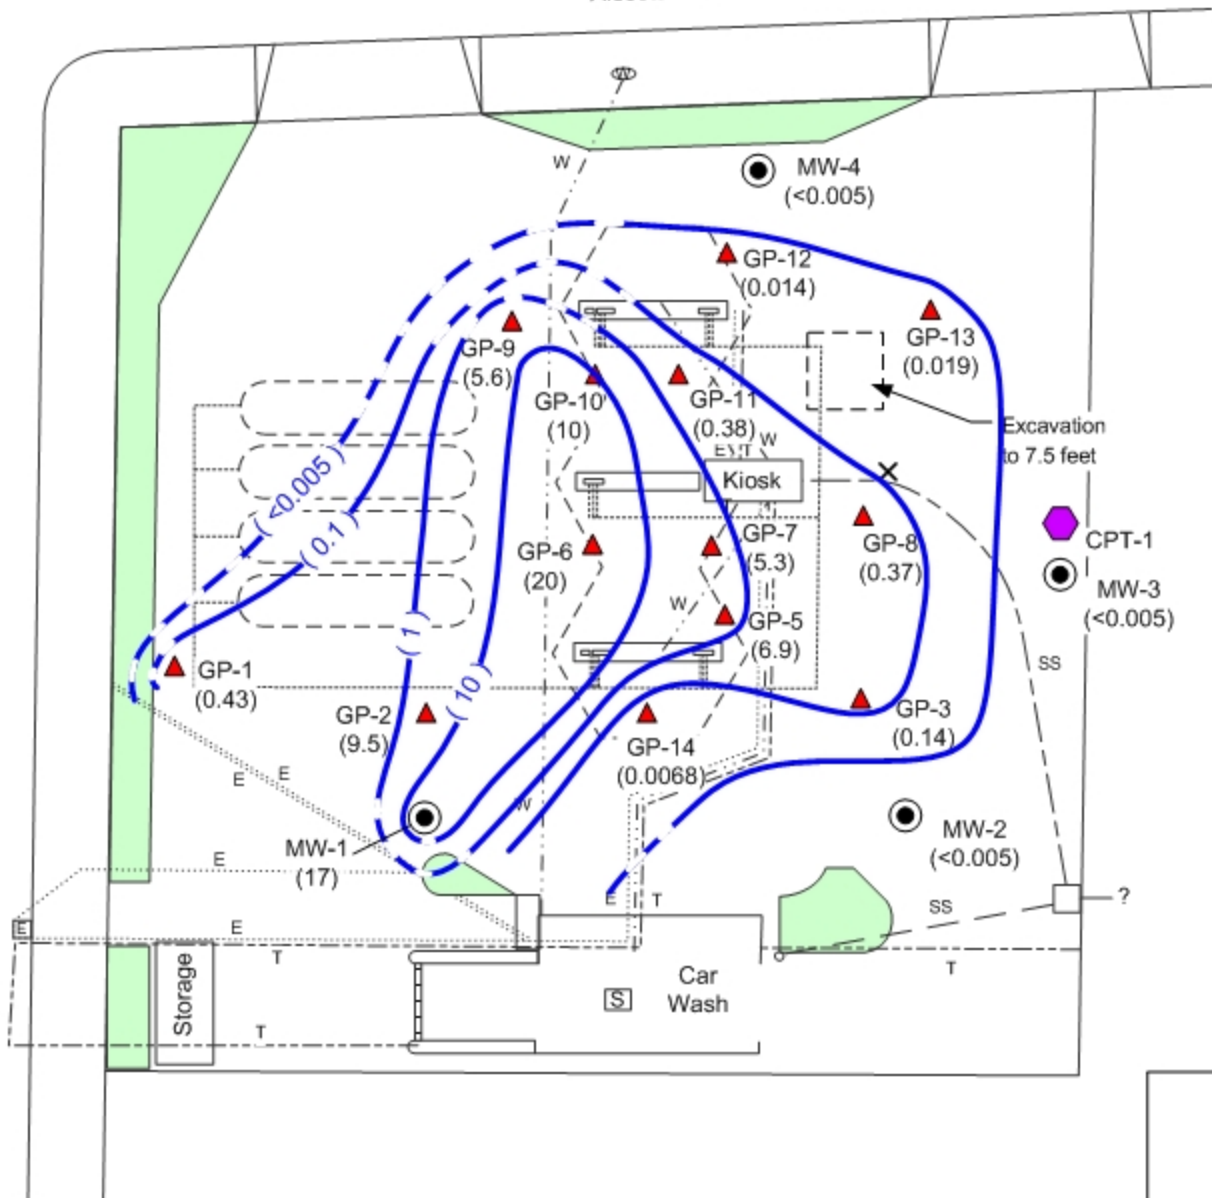 W
W
MW-4
(<0.005)
GP-12
(0.014)
GP-13
(0.019)
GP-9
(5.6)
GP-10
(10)
GP-11
(0.38)
Excavation
to 7.5 feet
E T W
Kiosk
(<0.005)
(0.1)
GP-7
(5.3)
GP-8
(0.37)
CPT-1
GP-6
(20)
MW-3
(<0.005)
W
GP-5
(6.9)
(1)
SS
GP-1
(0.43)
(10)
GP-2
(9.5)
GP-3
(0.14)
GP-14
(0.0068)
E E
W
MW-1
(17)
MW-2
(<0.005)
E
E T
SS
?
E
E
T
T
Storage
S
Car
Wash
T